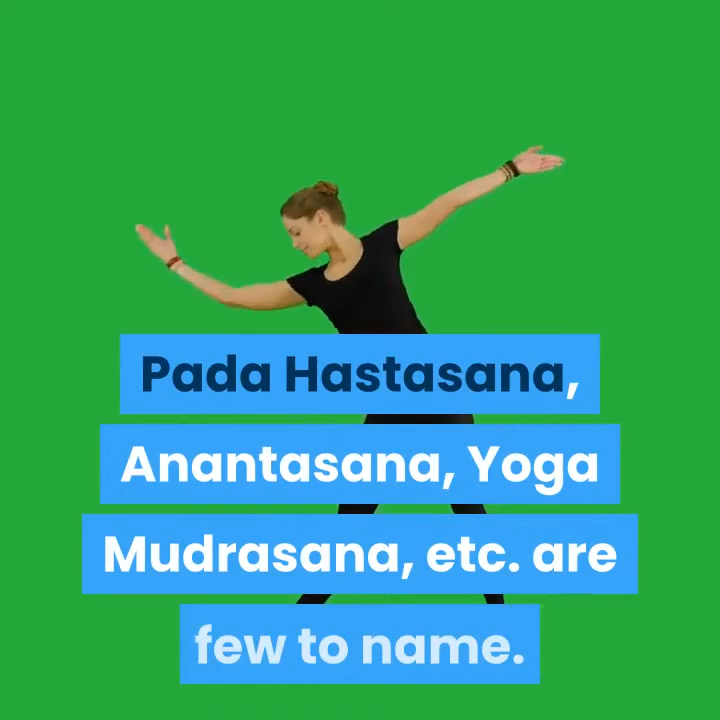 Pada Hastasana,
Anantasana, Yoga
Mudrasana, etc. are
few to name.